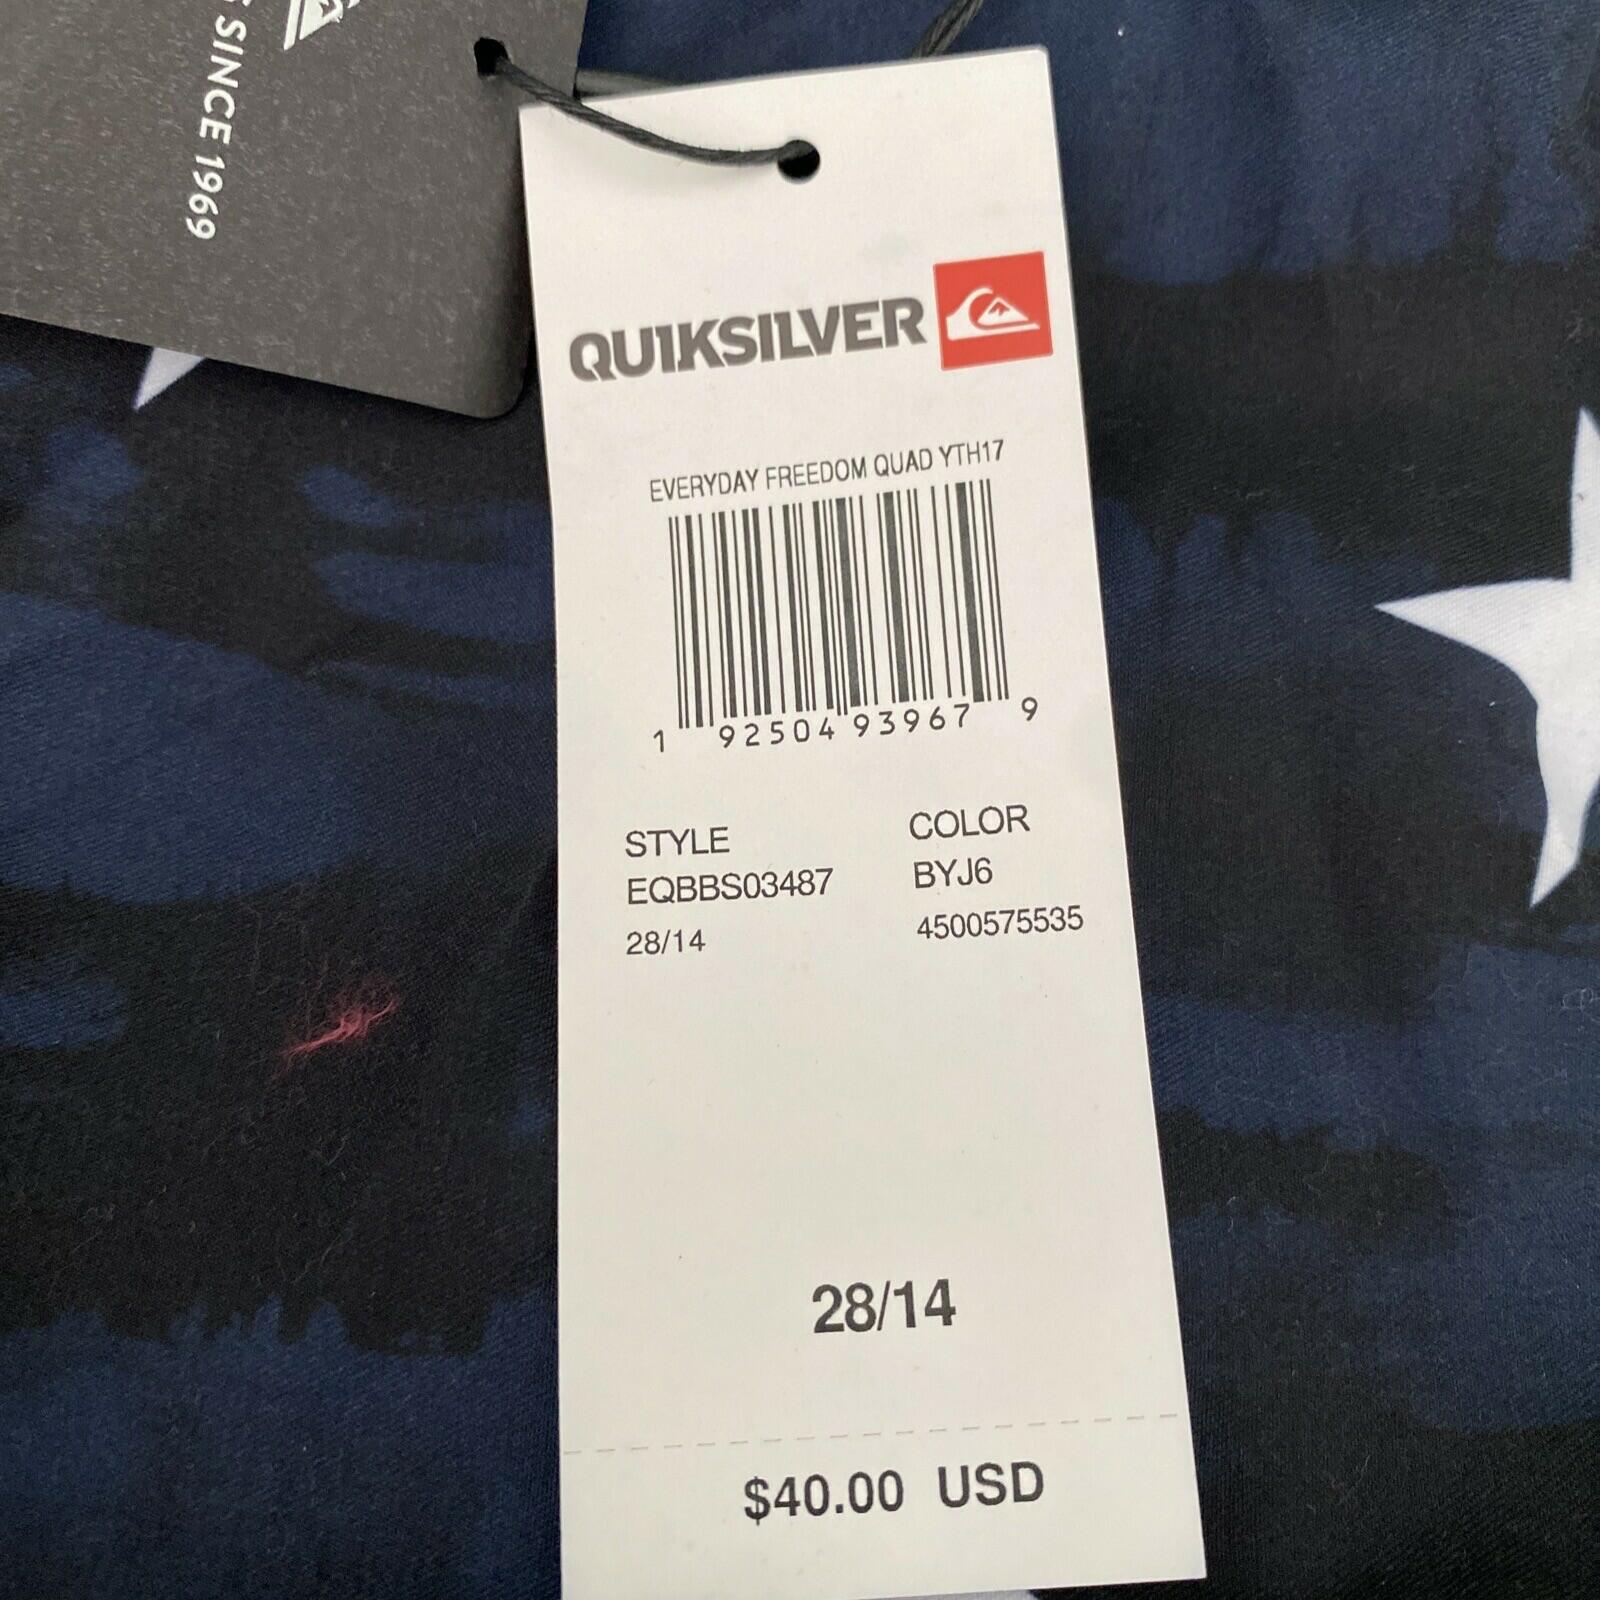 SINCE 1969
QUIKSILVER
EVERYDAY FREEDOM QUAD YTH17
1 92504 93967 9
STYLE COLOR
EQBBS03487 BYJ6
28/14 4500575535
28/14
$40.00 USD